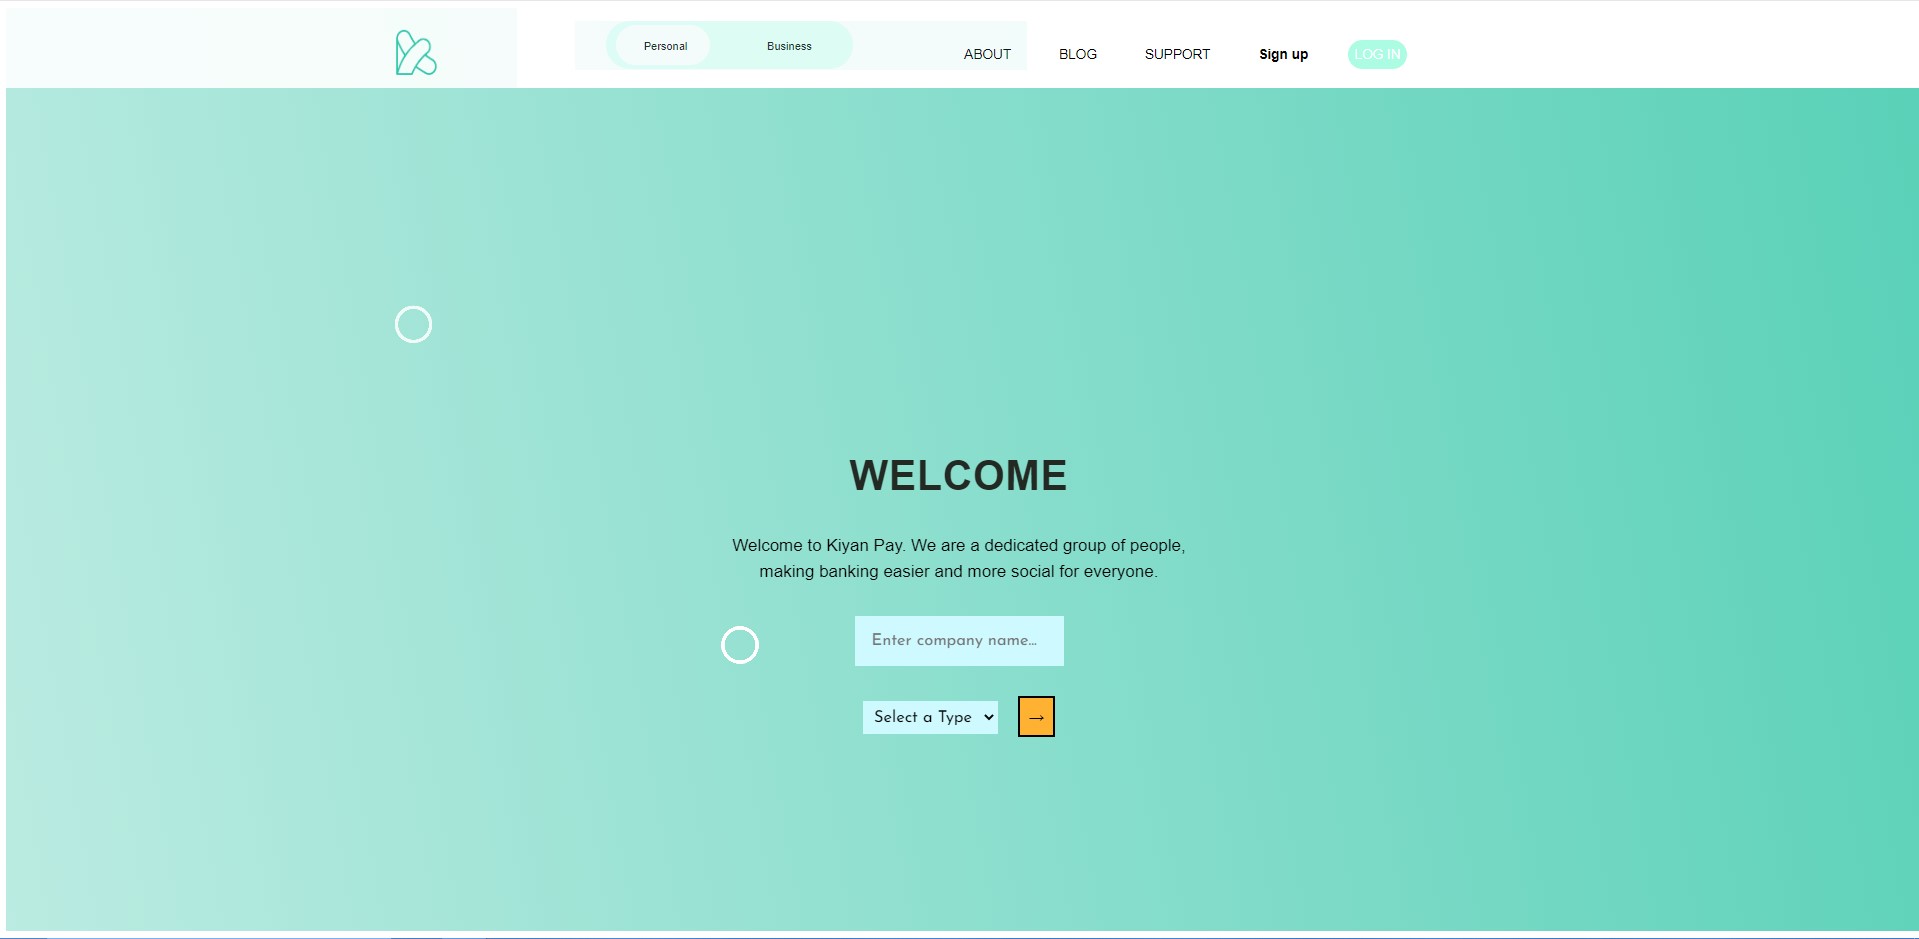 Personal
Business
ABOUT
BLOG
SUPPORT
Sign up
LOG IN
WELCOME
Welcome to Kiyan Pay. We are a dedicated group of people,
making banking easier and more social for everyone.
Enter company name...
Select a Type
→